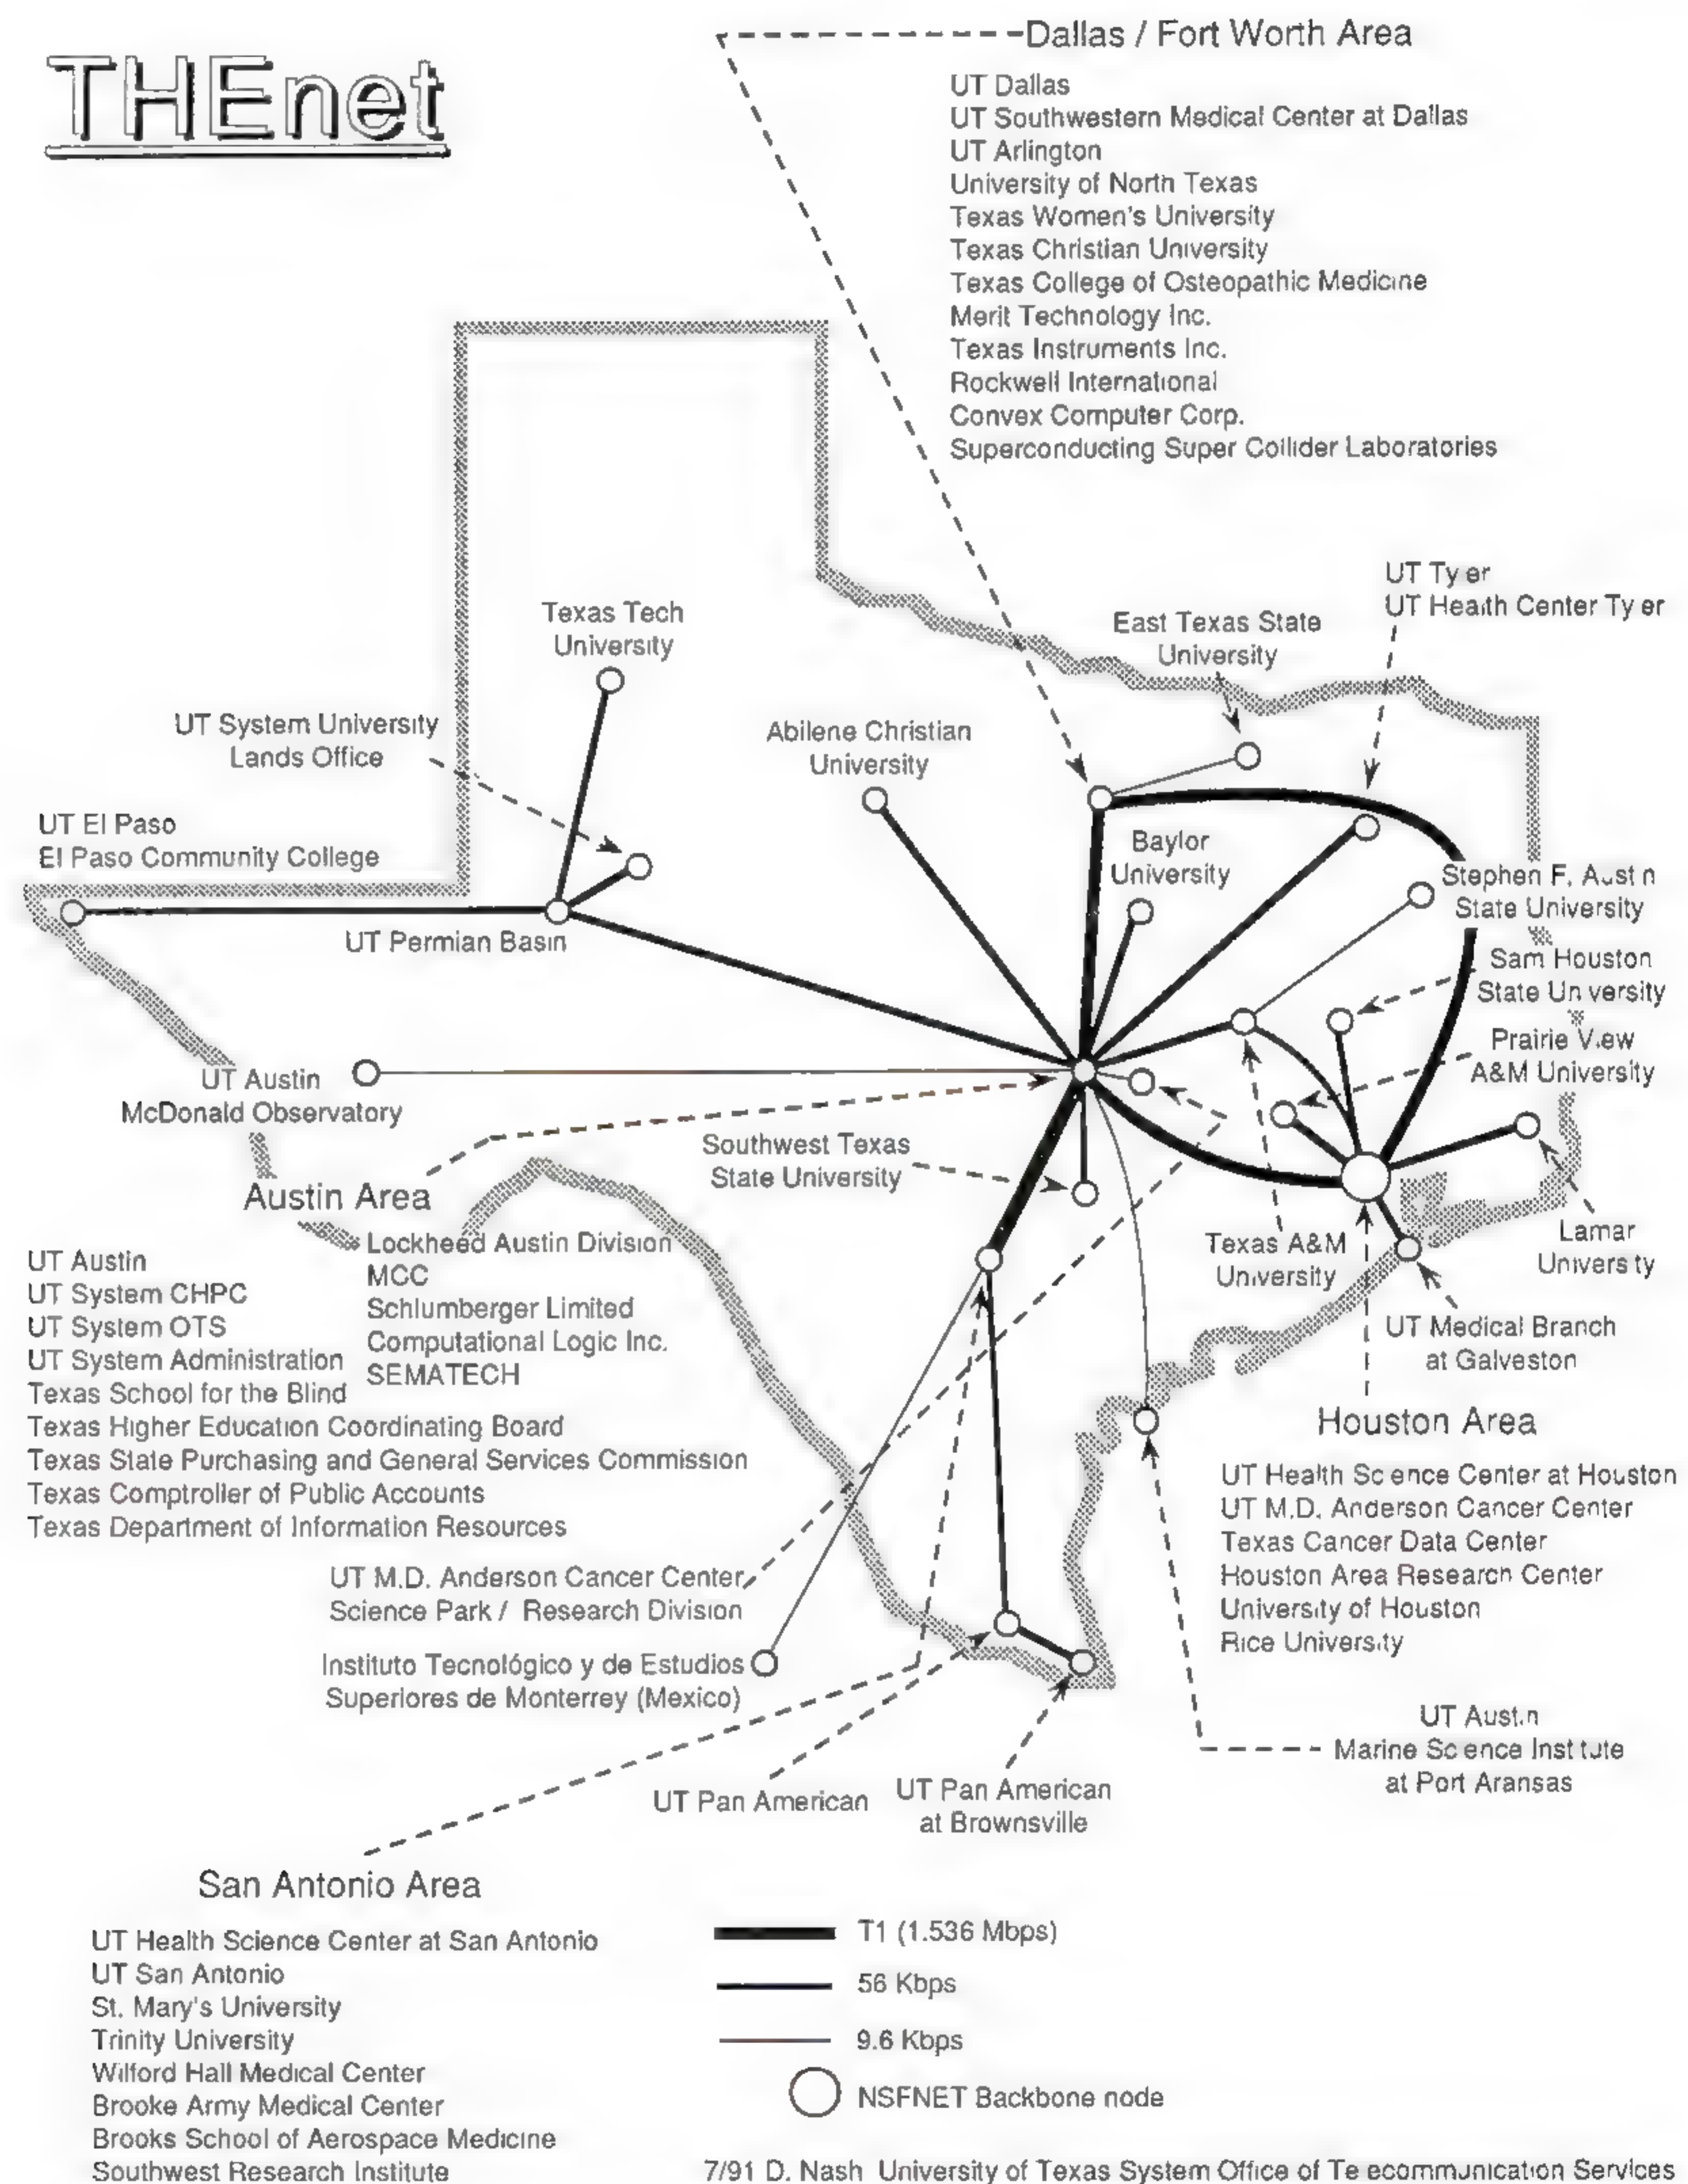 THEnet
Dallas / Fort Worth Area
UT Dallas
UT Southwestern Medical Center at Dallas
UT Arlington
University of North Texas
Texas Women's University
Texas Christian University
Texas College of Osteopathic Medicine
Merit Technology Inc.
Texas Instruments Inc.
Rockwell International
Convex Computer Corp.
Superconducting Super Collider Laboratories
UT Tyler
UT Health Center Tyler
East Texas State
University
Texas Tech
University
UT System University
Lands Office
Abilene Christian
University
UT El Paso
El Paso Community College
Baylor
University
Stephen F. Austin
State University
UT Permian Basin
Sam Houston
State University
Prairie View
A&M University
UT Austin
McDonald Observatory
Southwest Texas
State University
Austin Area
Lockheed Austin Division
MCC
Schlumberger Limited
Computational Logic Inc.
SEMATECH
UT Austin
UT System CHPC
UT System OTS
UT System Administration
Texas School for the Blind
Texas Higher Education Coordinating Board
Texas State Purchasing and General Services Commission
Texas Comptroller of Public Accounts
Texas Department of Information Resources
Texas A&M
University
Lamar
University
UT Medical Branch
at Galveston
Houston Area
UT Health Science Center at Houston
UT M.D. Anderson Cancer Center
Texas Cancer Data Center
Houston Area Research Center
University of Houston
Rice University
UT M.D. Anderson Cancer Center
Science Park / Research Division
Instituto Tecnológico y de Estudios
Superiores de Monterrey (Mexico)
UT Austin
Marine Science Institute
at Port Aransas
UT Pan American
UT Pan American
at Brownsville
San Antonio Area
UT Health Science Center at San Antonio
UT San Antonio
St. Mary's University
Trinity University
Wilford Hall Medical Center
Brooke Army Medical Center
Brooks School of Aerospace Medicine
Southwest Research Institute
T1 (1.536 Mbps)
56 Kbps
9.6 Kbps
NSFNET Backbone node
7/91 D. Nash University of Texas System Office of Telecommunication Services